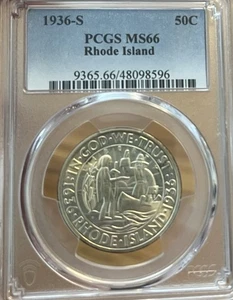 1936-S 50C
PCGS MS66
Rhode Island
9365.66/48098596
IN·GOD·WE·TRUST
1636 1936
RHODE·ISLAND